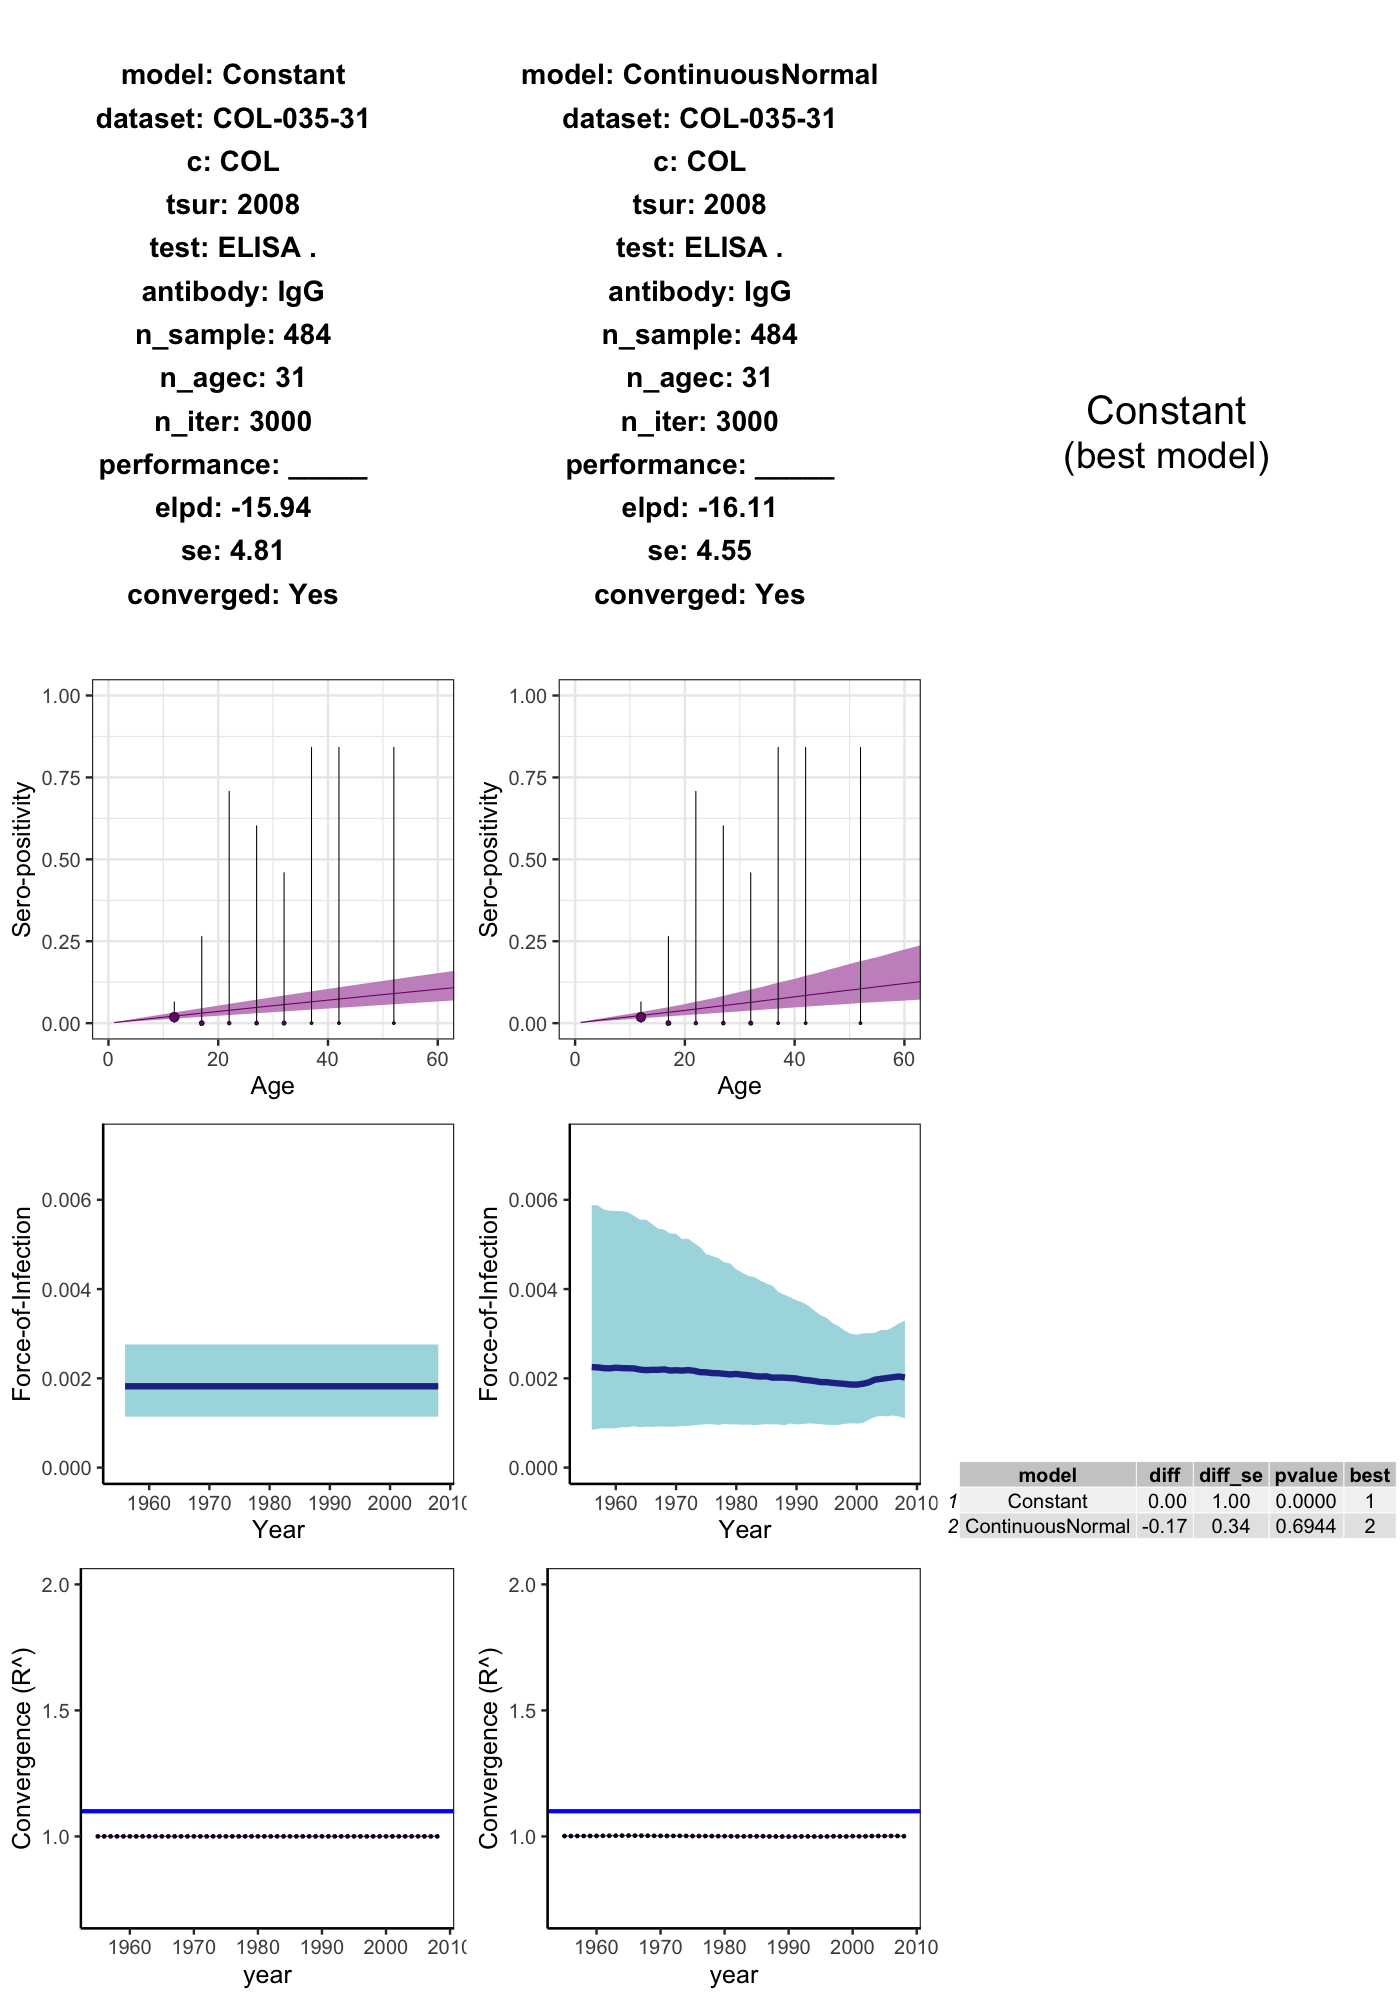 model: Constant
dataset: COL-035-31
c: COL
tsur: 2008
test: ELISA .
antibody: IgG
n_sample: 484
n_agec: 31
n_iter: 3000
performance: _____
elpd: -15.94
se: 4.81
converged: Yes
model: ContinuousNormal
dataset: COL-035-31
c: COL
tsur: 2008
test: ELISA .
antibody: IgG
n_sample: 484
n_agec: 31
n_iter: 3000
performance: _____
elpd: -16.11
se: 4.55
converged: Yes
Constant
(best model)
Sero-positivity
1.00
0.75
0.50
0.25
0.00
0 20 40 60
Age
Sero-positivity
1.00
0.75
0.50
0.25
0.00
0 20 40 60
Age
Force-of-Infection
0.006
0.004
0.002
0.000
1960 1970 1980 1990 2000 2010
Year
Force-of-Infection
0.006
0.004
0.002
0.000
1960 1970 1980 1990 2000 2010
Year
model diff diff_se pvalue best
1 Constant 0.00 1.00 0.0000 1
2 ContinuousNormal -0.17 0.34 0.6944 2
Convergence (R^)
2.0
1.5
1.0
1960 1970 1980 1990 2000 2010
year
Convergence (R^)
2.0
1.5
1.0
1960 1970 1980 1990 2000 2010
year